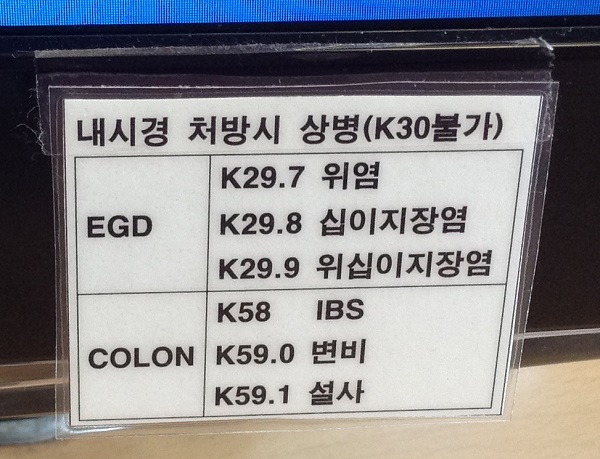 내시경 처방시 상병(K30불가)
EGD
K29.7 위염
K29.8 십이지장염
K29.9 위십이지장염
COLON
K58 IBS
K59.0 변비
K59.1 설사